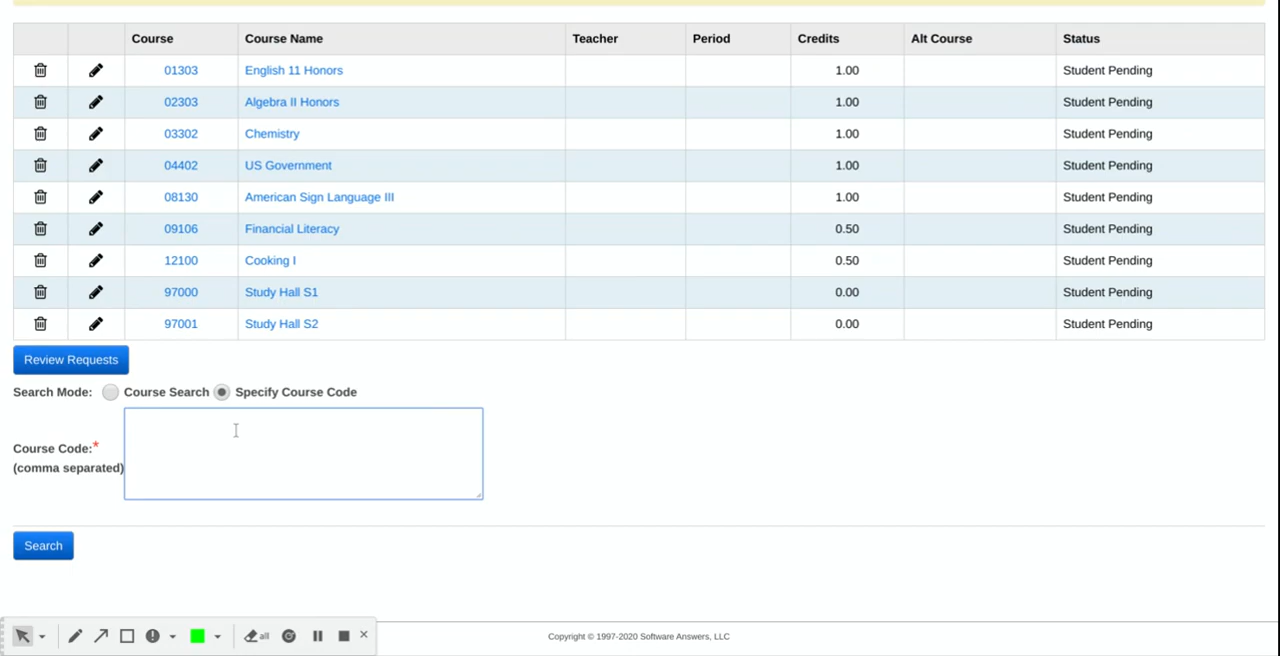 Course Course Name Teacher Period Credits Alt Course Status
01303 English 11 Honors 1.00 Student Pending
02303 Algebra II Honors 1.00 Student Pending
03302 Chemistry 1.00 Student Pending
04402 US Government 1.00 Student Pending
08130 American Sign Language III 1.00 Student Pending
09106 Financial Literacy 0.50 Student Pending
12100 Cooking I 0.50 Student Pending
97000 Study Hall S1 0.00 Student Pending
97001 Study Hall S2 0.00 Student Pending
Review Requests
Search Mode: Course Search Specify Course Code
Course Code:*
(comma separated)
Search
all
Copyright © 1997-2020 Software Answers, LLC